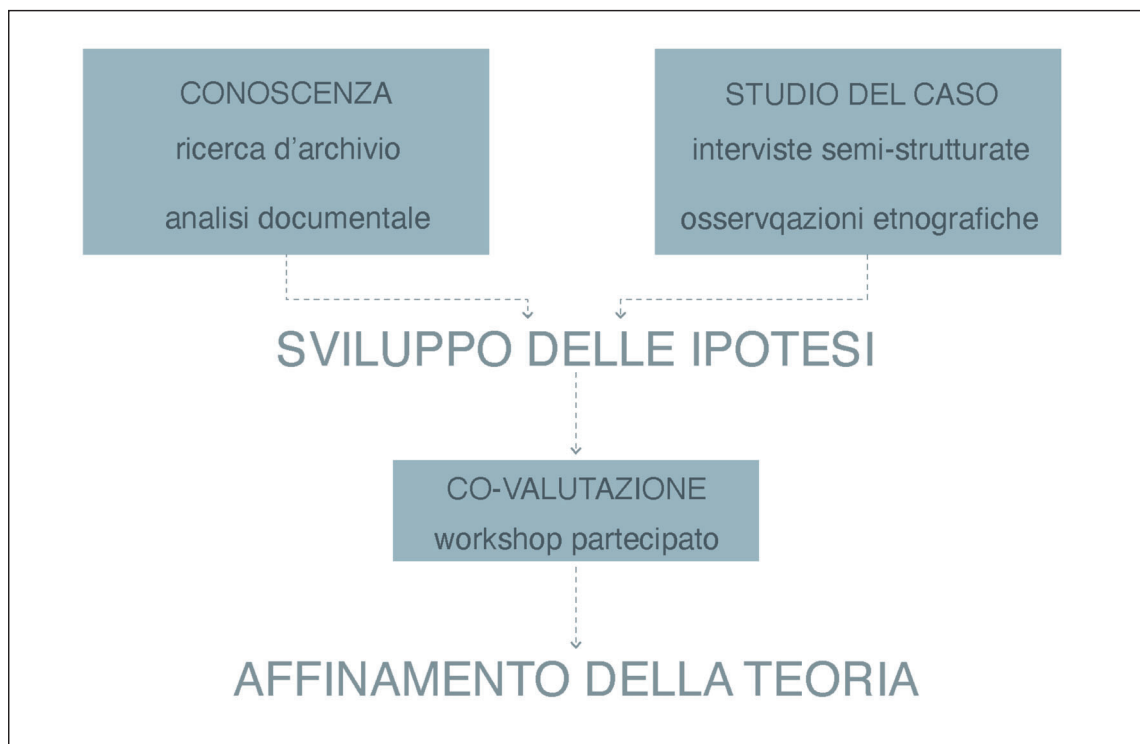 CONOSCENZA
ricerca d'archivio
analisi documentale
STUDIO DEL CASO
interviste semi-strutturate
osservqazioni etnografiche
SVILUPPO DELLE IPOTESI
CO-VALUTAZIONE
workshop partecipato
AFFINAMENTO DELLA TEORIA